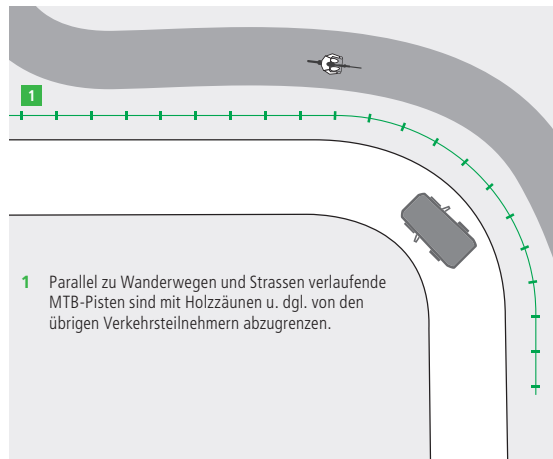 1
1 Parallel zu Wanderwegen und Strassen verlaufende
MTB-Pisten sind mit Holzzäunen u. dgl. von den
übrigen Verkehrsteilnehmern abzugrenzen.